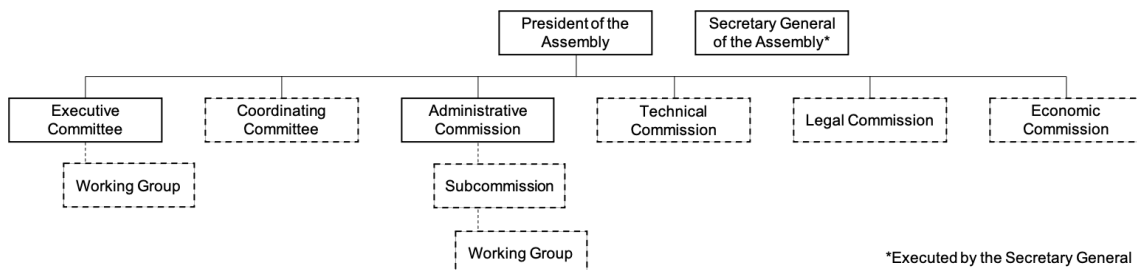 President of the
Assembly
Secretary General
of the Assembly*
Executive
Committee
Coordinating
Committee
Administrative
Commission
Technical
Commission
Legal Commission
Economic
Commission
Working Group
Subcommission
Working Group
*Executed by the Secretary General